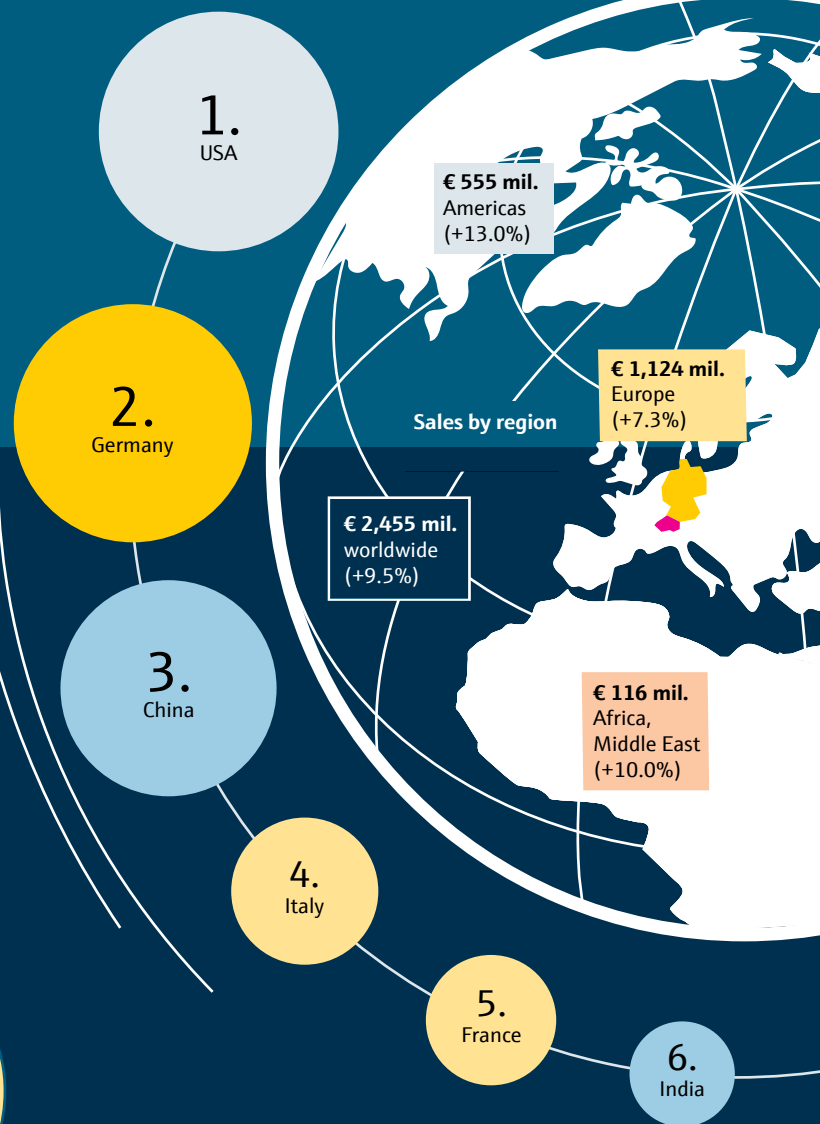 1.
USA
2.
Germany
3.
China
4.
Italy
5.
France
6.
India
Sales by region
€ 555 mil.
Americas
(+13.0%)
€ 1,124 mil.
Europe
(+7.3%)
€ 2,455 mil.
worldwide
(+9.5%)
€ 116 mil.
Africa,
Middle East
(+10.0%)